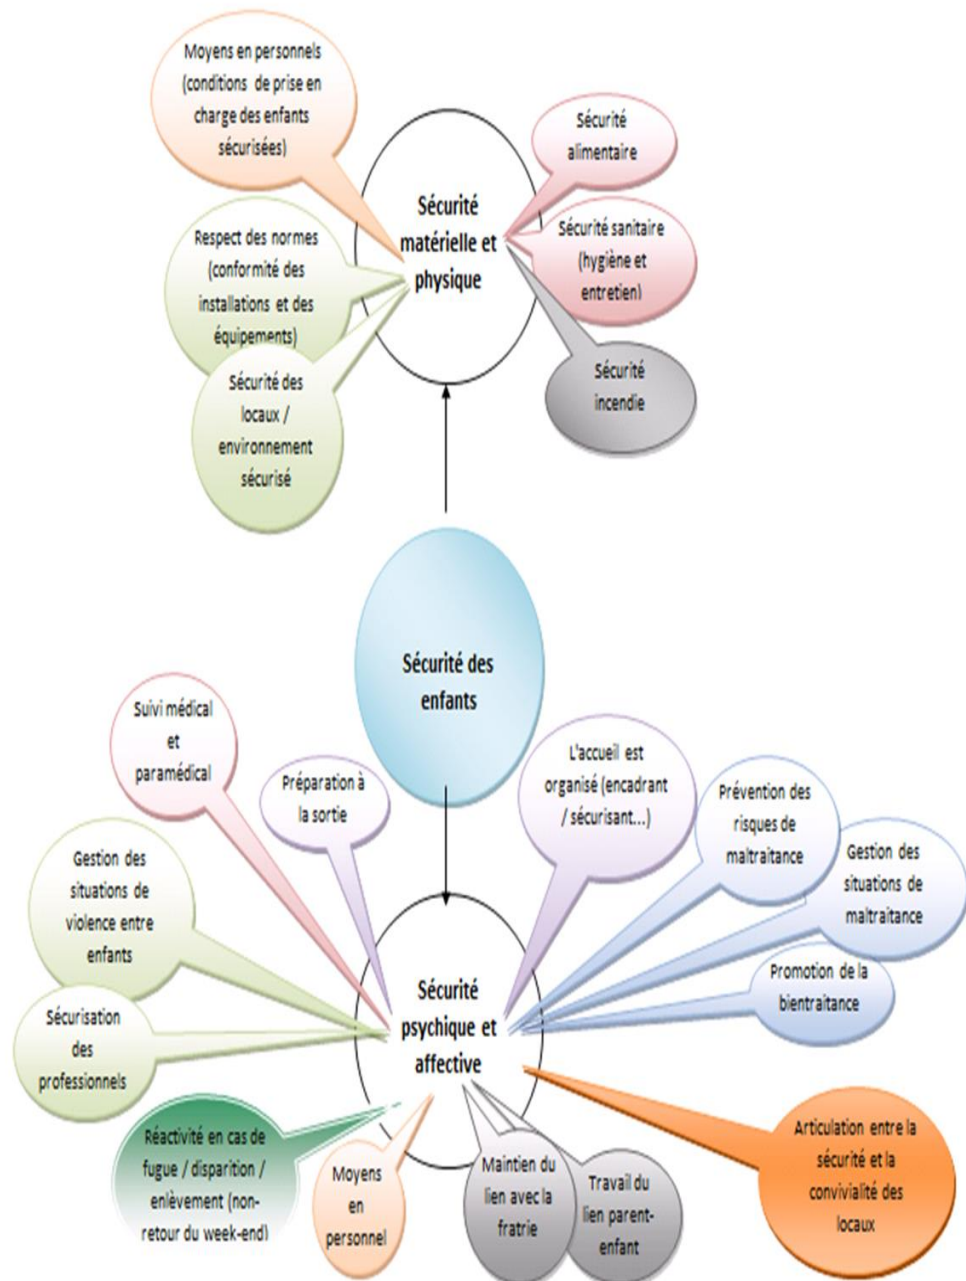 Moyens en personnels
(conditions de prise en
charge des enfants
sécurisées)
Sécurité
alimentaire
Sécurité
matérielle et
physique
Respect des normes
(conformité des
installations et des
équipements)
Sécurité sanitaire
(hygiène et
entretien)
Sécurité des
locaux /
environnement
sécurisé
Sécurité
incendie
Sécurité des
enfants
Suivi médical
et
paramédical
Préparation à
la sortie
L'accueil est
organisé (encadrant
/ sécurisant...)
Prévention des
risques de
maltraitance
Gestion des
situations de
maltraitance
Gestion des
situations de
violence entre
enfants
Promotion de la
bientraitance
Sécurité
psychique et
affective
Sécurisation
des
professionnels
Réactivité en cas de
fugue / disparition /
enlèvement (non-
retour du week-end)
Moyens
en
personnel
Maintien du
lien avec la
fratrie
Travail du
lien parent-
enfant
Articulation entre la
sécurité et la
convivialité des
locaux